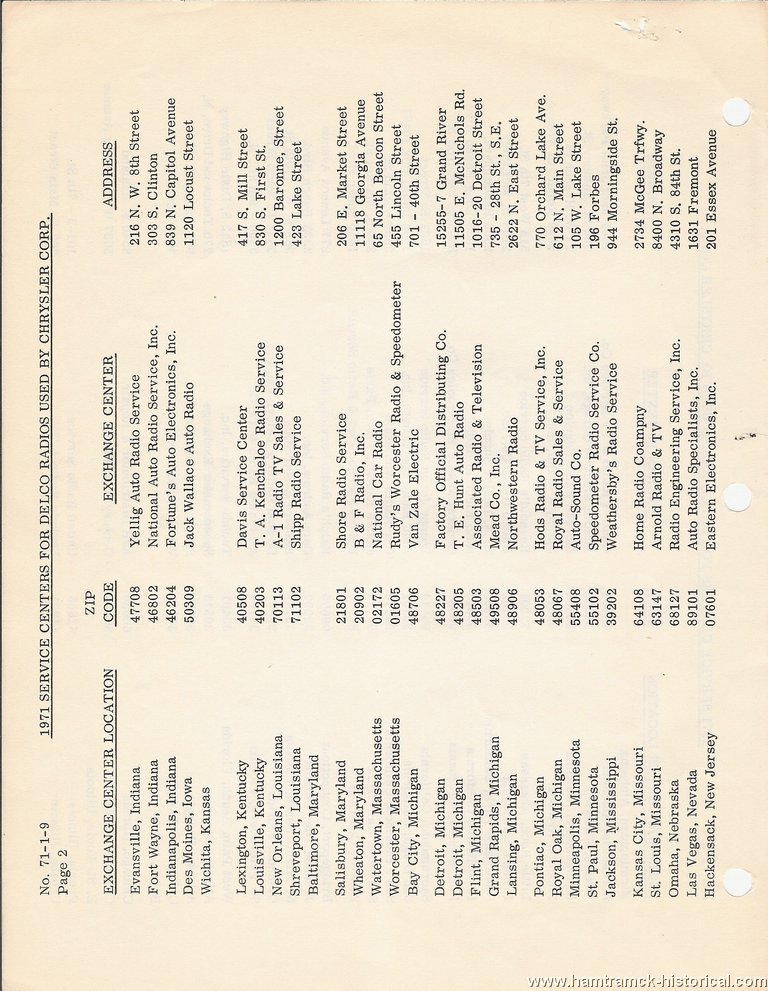 No. 71-1-9 1971 SERVICE CENTERS FOR DELCO RADIOS USED BY CHRYSLER CORP.
Page 2
ZIP
EXCHANGE CENTER LOCATION CODE EXCHANGE CENTER ADDRESS
Evansville, Indiana 47708 Yellig Auto Radio Service 216 N. W. 8th Street
Fort Wayne, Indiana 46802 National Auto Radio Service, Inc. 303 S. Clinton
Indianapolis, Indiana 46204 Fortune's Auto Electronics, Inc. 839 N. Capitol Avenue
Des Moines, Iowa 50309 Jack Wallace Auto Radio 1120 Locust Street
Wichita, Kansas
Lexington, Kentucky 40508 Davis Service Center 417 S. Mill Street
Louisville, Kentucky 40203 T. A. Kencheloe Radio Service 830 S. First St.
New Orleans, Louisiana 70113 A-1 Radio TV Sales & Service 1200 Baronne, Street
Shreveport, Louisiana 71102 Shipp Radio Service 423 Lake Street
Baltimore, Maryland
Salisbury, Maryland 21801 Shore Radio Service 206 E. Market Street
Wheaton, Maryland 20902 B & F Radio, Inc. 11118 Georgia Avenue
Watertown, Massachusetts 02172 National Car Radio 65 North Beacon Street
Worcester, Massachusetts 01605 Rudy's Worcester Radio & Speedometer 455 Lincoln Street
Bay City, Michigan 48706 Van Zale Electric 701 - 40th Street
Detroit, Michigan 48227 Factory Official Distributing Co. 15255-7 Grand River
Detroit, Michigan 48205 T. E. Hunt Auto Radio 11505 E. McNichols Rd.
Flint, Michigan 48503 Associated Radio & Television 1016-20 Detroit Street
Grand Rapids, Michigan 49508 Mead Co., Inc. 735 - 28th St., S.E.
Lansing, Michigan 48906 Northwestern Radio 2622 N. East Street
Pontiac, Michigan 48053 Hods Radio & TV Service, Inc. 770 Orchard Lake Ave.
Royal Oak, Michigan 48067 Royal Radio Sales & Service 612 N. Main Street
Minneapolis, Minnesota 55408 Auto-Sound Co. 105 W. Lake Street
St. Paul, Minnesota 55102 Speedometer Radio Service Co. 196 Forbes
Jackson, Mississippi 39202 Weathersby's Radio Service 944 Morningside St.
Kansas City, Missouri 64108 Home Radio Coampny 2734 McGee Trfwy.
St. Louis, Missouri 63147 Arnold Radio & TV 8400 N. Broadway
Omaha, Nebraska 68127 Radio Engineering Service, Inc. 4310 S. 84th St.
Las Vegas, Nevada 89101 Auto Radio Specialists, Inc. 1631 Fremont
Hackensack, New Jersey 07601 Eastern Electronics, Inc. 201 Essex Avenue
www.hamtramck-historical.com